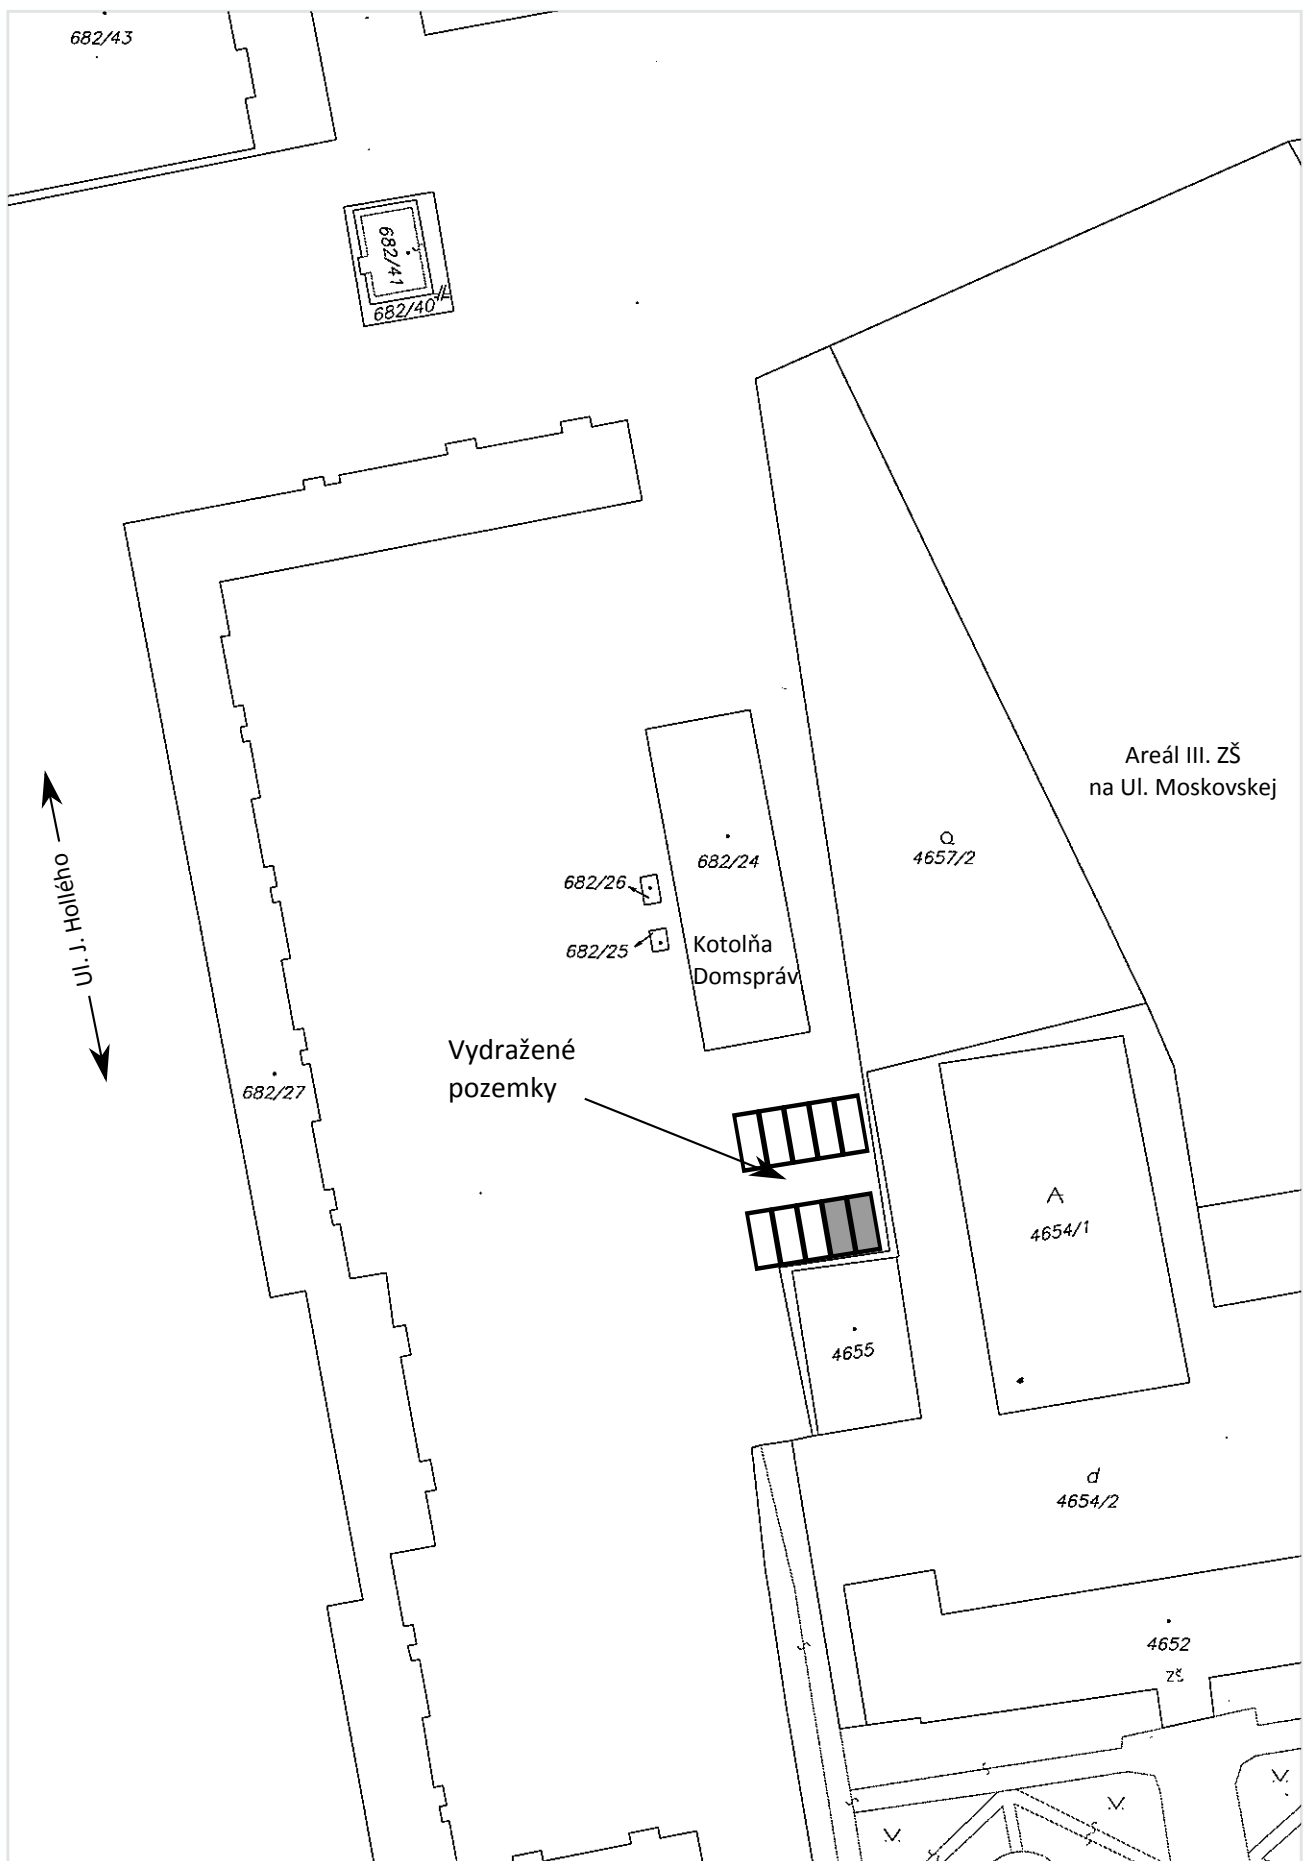 682/43
682/41
682/40
Areál III. ZŠ
na Ul. Moskovskej
Q
4657/2
682/24
682/26
682/25
Kotolňa
Domspráv
Ul. J. Hollého
Vydražené
pozemky
682/27
A
4654/1
4655
d
4654/2
4652
ZŠ